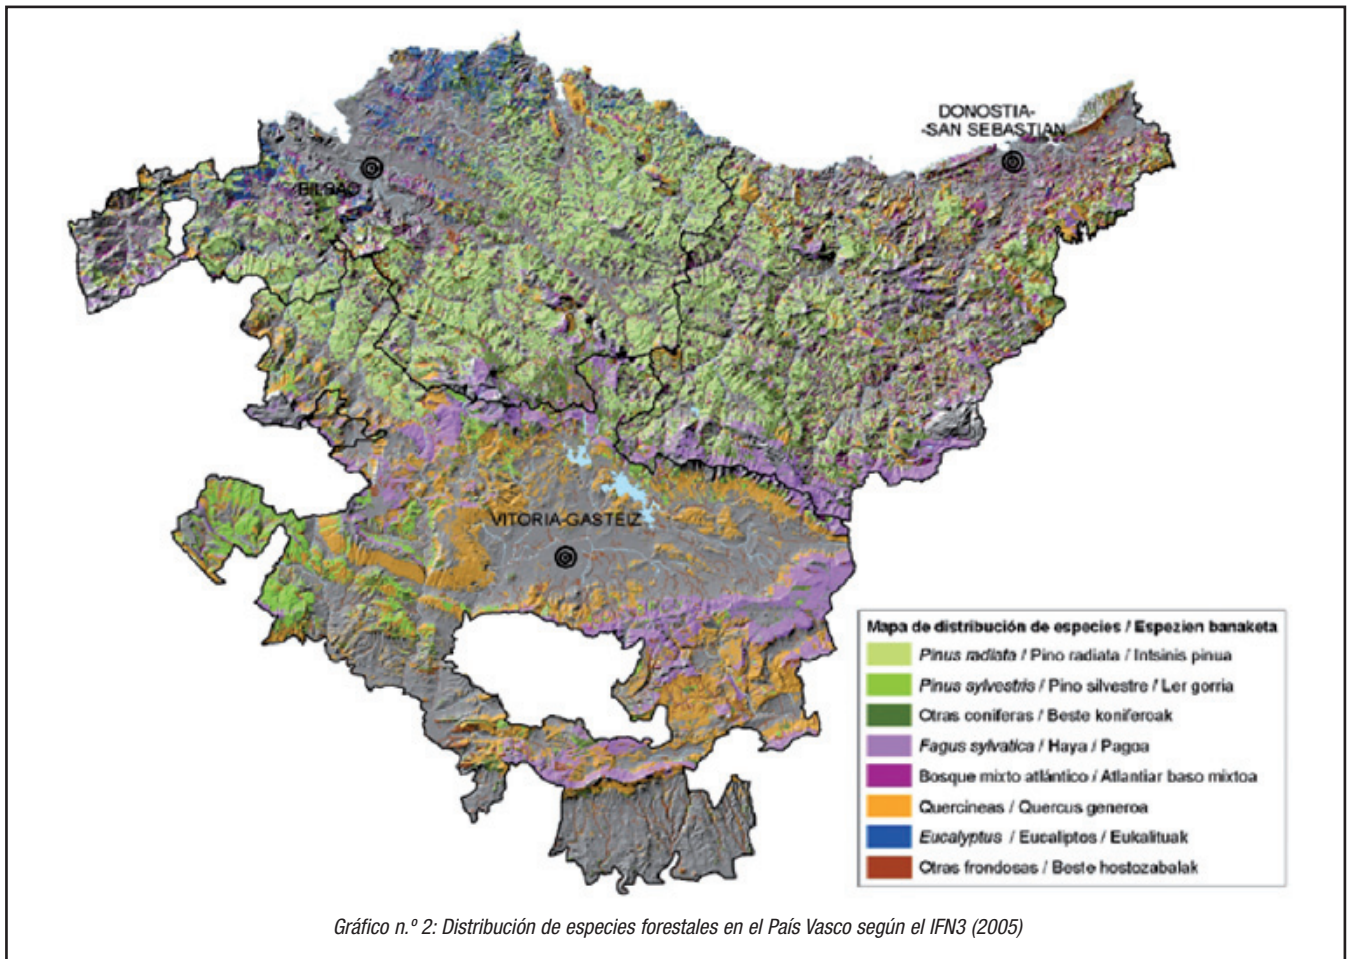 DONOSTIA-
-SAN SEBASTIAN
BILBAO
VITORIA-GASTEIZ
Mapa de distribución de especies / Espezien banaketa
Pinus radiata / Pino radiata / Intsinis pinua
Pinus sylvestris / Pino silvestre / Ler gorria
Otras coníferas / Beste koniferoak
Fagus sylvatica / Haya / Pagoa
Bosque mixto atlántico / Atlantiar baso mixtoa
Quercíneas / Quercus generoa
Eucalyptus / Eucaliptos / Eukalituak
Otras frondosas / Beste hostozabalak
Gráfico n.º 2: Distribución de especies forestales en el País Vasco según el IFN3 (2005)